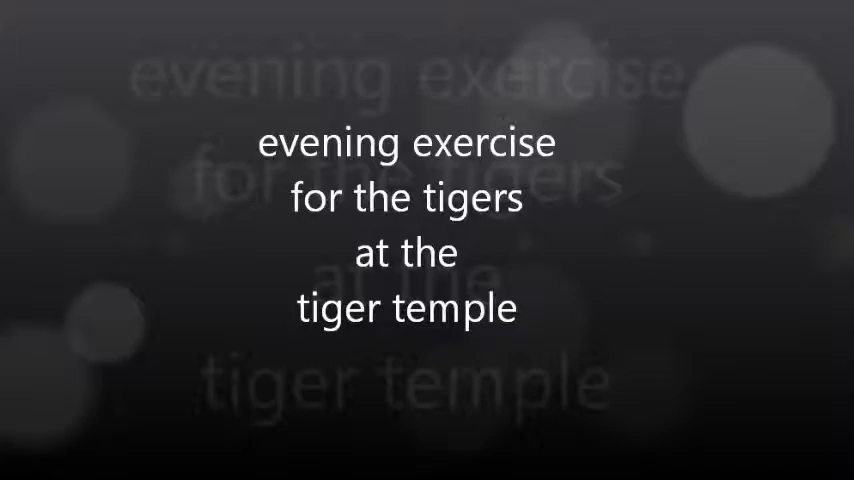 evening exercise
for the tigers
at the
tiger temple